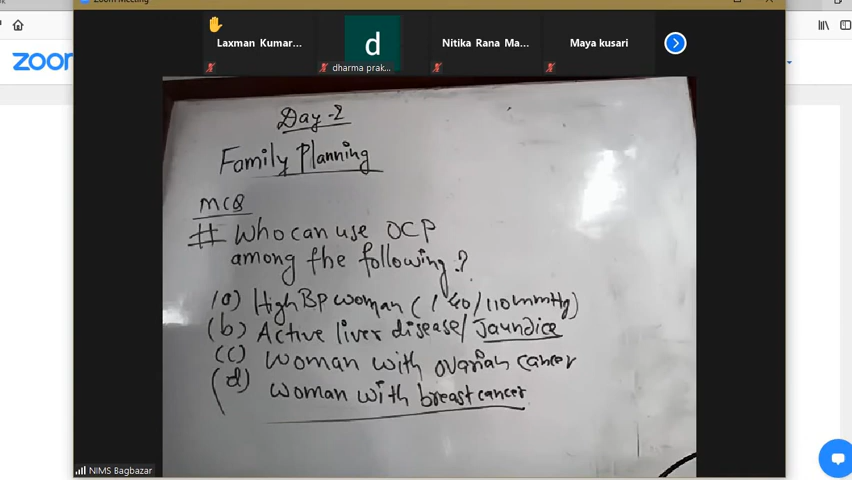 Zoom Meeting
zoom
Laxman Kumar...
d
dharma prak...
Nitika Rana Ma...
Maya kusari
Day-2
Family Planning
MCQ
# Who can use OCP
among the following?
(a) High BP woman (140/110mmHg)
(b) Active liver disease/Jaundice
(c) Woman with ovarian cancer
(d) Woman with breast cancer
NIMS Bagbazar